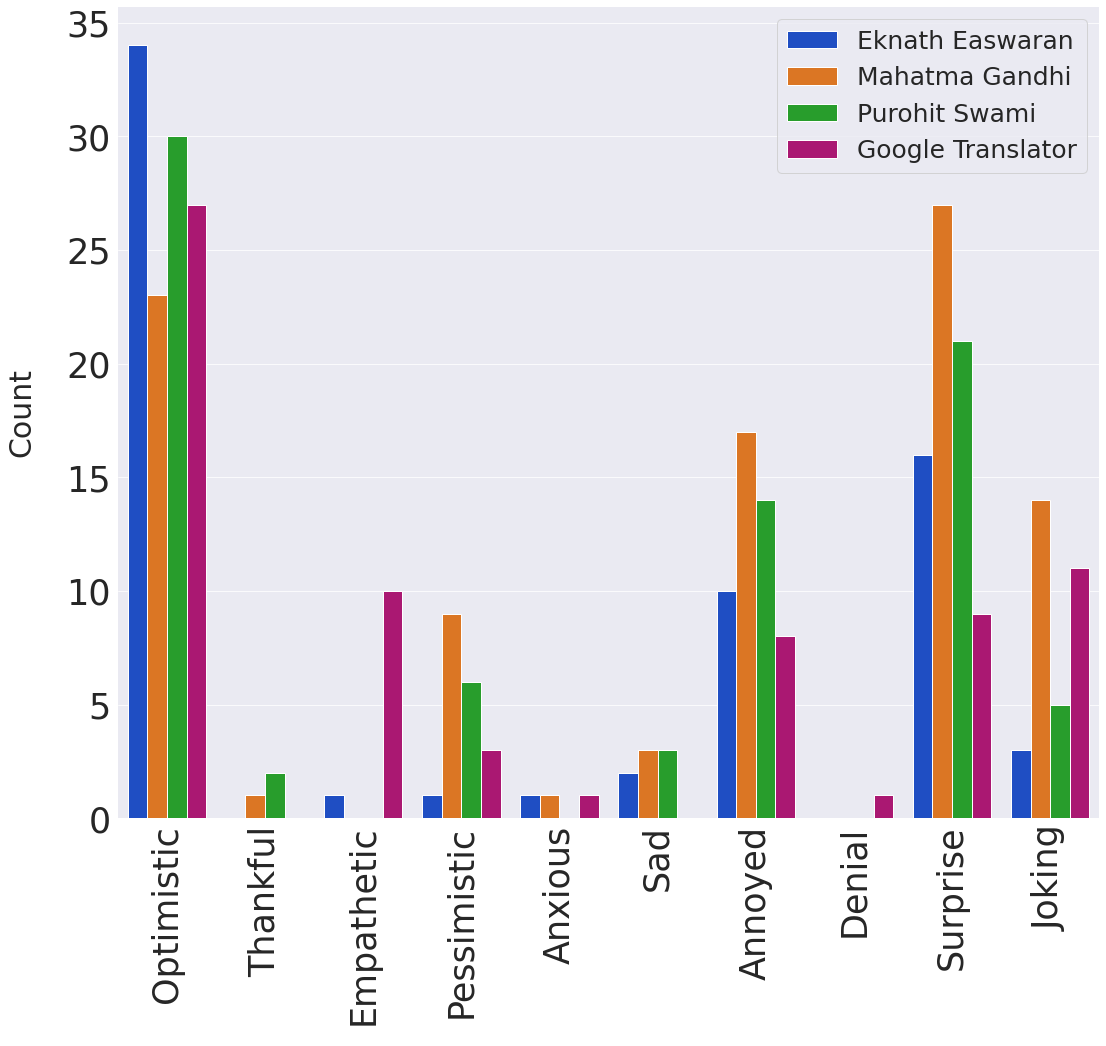 35
30
25
20
15
10
5
0
Count
Eknath Easwaran
Mahatma Gandhi
Purohit Swami
Google Translator
Optimistic
Thankful
Empathetic
Pessimistic
Anxious
Sad
Annoyed
Denial
Surprise
Joking